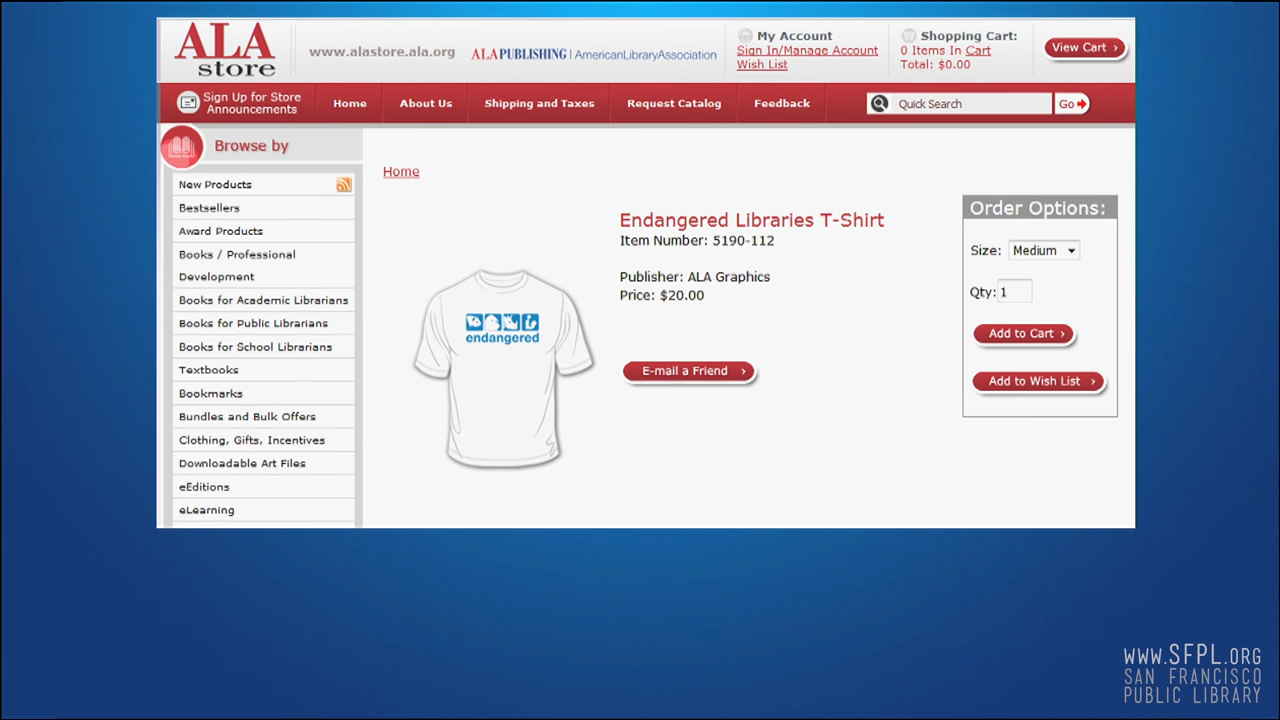 ALA
store
www.alastore.ala.org
ALAPUBLISHING | AmericanLibraryAssociation
My Account
Sign In/Manage Account
Wish List
Shopping Cart:
0 Items In Cart
Total: $0.00
View Cart ›
Sign Up for Store
Announcements
Home
About Us
Shipping and Taxes
Request Catalog
Feedback
Quick Search
Go
Browse by
New Products
Bestsellers
Award Products
Books / Professional
Development
Books for Academic Librarians
Books for Public Librarians
Books for School Librarians
Textbooks
Bookmarks
Bundles and Bulk Offers
Clothing, Gifts, Incentives
Downloadable Art Files
eEditions
eLearning
Home
endangered
Endangered Libraries T-Shirt
Item Number: 5190-112
Publisher: ALA Graphics
Price: $20.00
E-mail a Friend ›
Order Options:
Size: Medium
Qty: 1
Add to Cart ›
Add to Wish List ›
WWW.SFPL.ORG
SAN FRANCISCO
PUBLIC LIBRARY